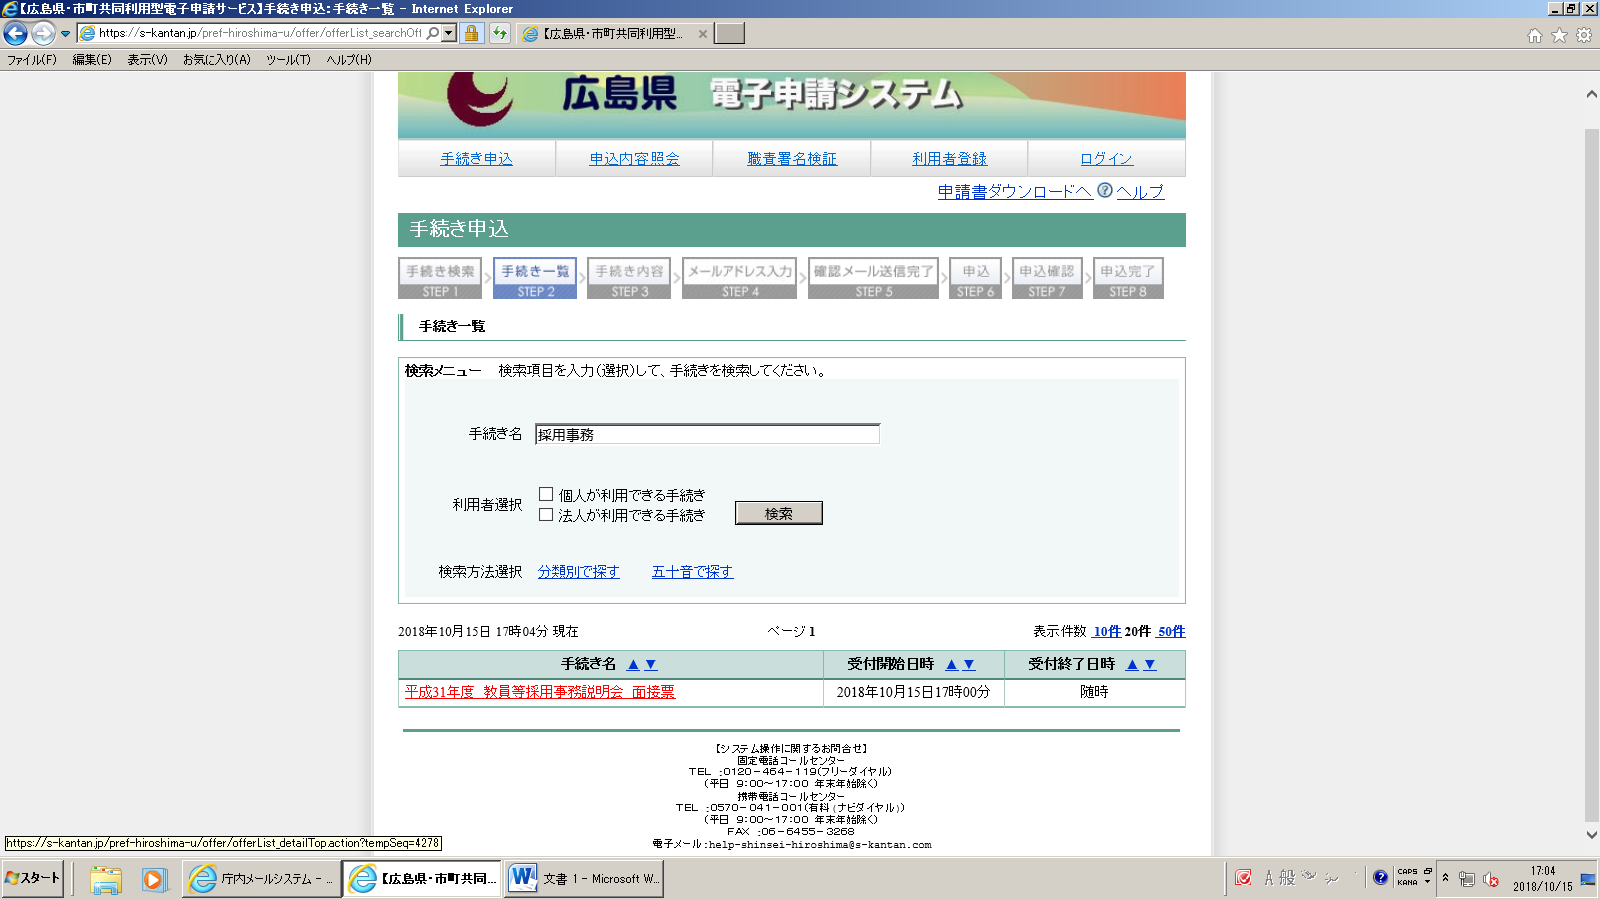 【広島県・市町共同利用型電子申請サービス】手続き申込：手続き一覧 - Internet Explorer
https://s-kantan.jp/pref-hiroshima-u/offer/offerList_searchOff
【広島県・市町共同利用型...
ファイル(F) 編集(E) 表示(V) お気に入り(A) ツール(T) ヘルプ(H)
広島県 電子申請システム
手続き申込 申込内容照会 職責署名検証 利用者登録 ログイン
申請書ダウンロードへ ヘルプ
手続き申込
手続き検索 手続き一覧 手続き内容 メールアドレス入力 確認メール送信完了 申込 申込確認 申込完了
STEP 1 STEP 2 STEP 3 STEP 4 STEP 5 STEP 6 STEP 7 STEP 8
手続き一覧
検索メニュー 検索項目を入力(選択)して、手続きを検索してください。
手続き名 採用事務
利用者選択 個人が利用できる手続き
法人が利用できる手続き
検索
検索方法選択 分類別で探す 五十音で探す
2018年10月15日 17時04分 現在 ページ 1 表示件数 10件 20件 50件
手続き名 ▲ ▼ 受付開始日時 ▲ ▼ 受付終了日時 ▲ ▼
平成31年度 教員等採用事務説明会 面接票 2018年10月15日17時00分 随時
【システム操作に関するお問合せ】
固定電話コールセンター
TEL ：0120-464-119(フリーダイヤル)
(平日 9:00～17:00 年末年始除く)
携帯電話コールセンター
TEL ：0570-041-001(有料(ナビダイヤル))
(平日 9:00～17:00 年末年始除く)
FAX ：06-6455-3268
電子メール：help-shinsei-hiroshima@s-kantan.com
https://s-kantan.jp/pref-hiroshima-u/offer/offerList_detailTop.action?tempSeq=4278
スタート 庁内メールシステム - ... 【広島県・市町共同... 文書 1 - Microsoft W...
A 般 CAPS KANA
17:04
2018/10/15